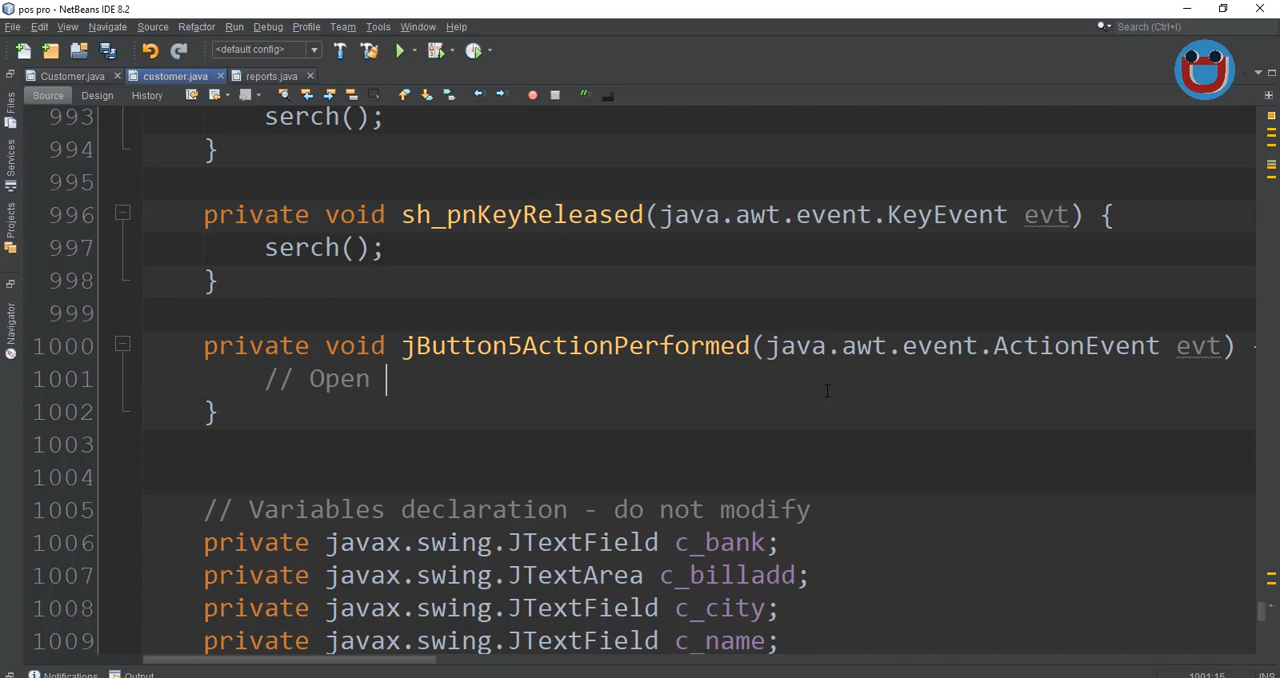 pos pro - NetBeans IDE 8.2
File Edit View Navigate Source Refactor Run Debug Profile Team Tools Window Help
Search (Ctrl+I)
<default config>
Customer.java customer.java reports.java
Source Design History
Files
Services
Projects
Navigator
993 serch();
994 }
995
996 private void sh_pnKeyReleased(java.awt.event.KeyEvent evt) {
997 serch();
998 }
999
1000 private void jButton5ActionPerformed(java.awt.event.ActionEvent evt)
1001 // Open
1002 }
1003
1004
1005 // Variables declaration - do not modify
1006 private javax.swing.JTextField c_bank;
1007 private javax.swing.JTextArea c_billadd;
1008 private javax.swing.JTextField c_city;
1009 private javax.swing.JTextField c_name;
Notifications Output
1001:15 INS